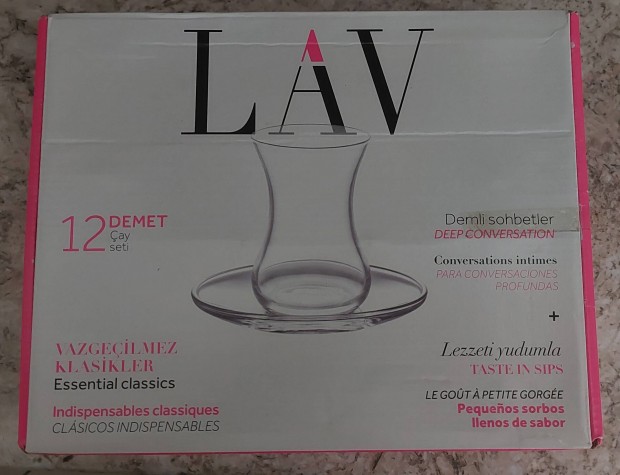 LAV
12 DEMET
Çay
seti
Demli sohbetler
DEEP CONVERSATION
Conversations intimes
PARA CONVERSACIONES
PROFUNDAS
+
VAZGEÇİLMEZ
KLASİKLER
Essential classics
Indispensables classiques
CLÁSICOS INDISPENSABLES
Lezzeti yudumla
TASTE IN SIPS
LE GOÛT À PETITE GORGÉE
Pequeños sorbos
llenos de sabor